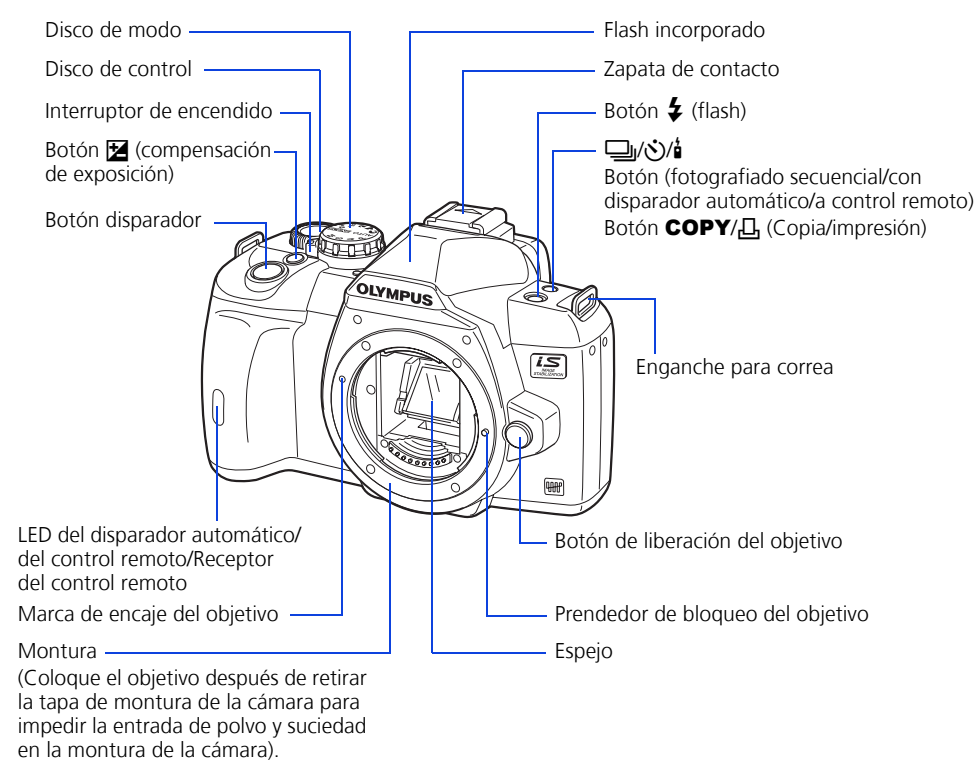 Disco de modo
Disco de control
Interruptor de encendido
Botón (compensación
de exposición)
Botón disparador
Flash incorporado
Zapata de contacto
Botón (flash)
Botón (fotografiado secuencial/con
disparador automático/a control remoto)
Botón COPY/ (Copia/impresión)
OLYMPUS
iS
IMAGE
STABILIZATION
Enganche para correa
LED del disparador automático/
del control remoto/Receptor
del control remoto
Marca de encaje del objetivo
Montura
(Coloque el objetivo después de retirar
la tapa de montura de la cámara para
impedir la entrada de polvo y suciedad
en la montura de la cámara).
Botón de liberación del objetivo
Prendedor de bloqueo del objetivo
Espejo